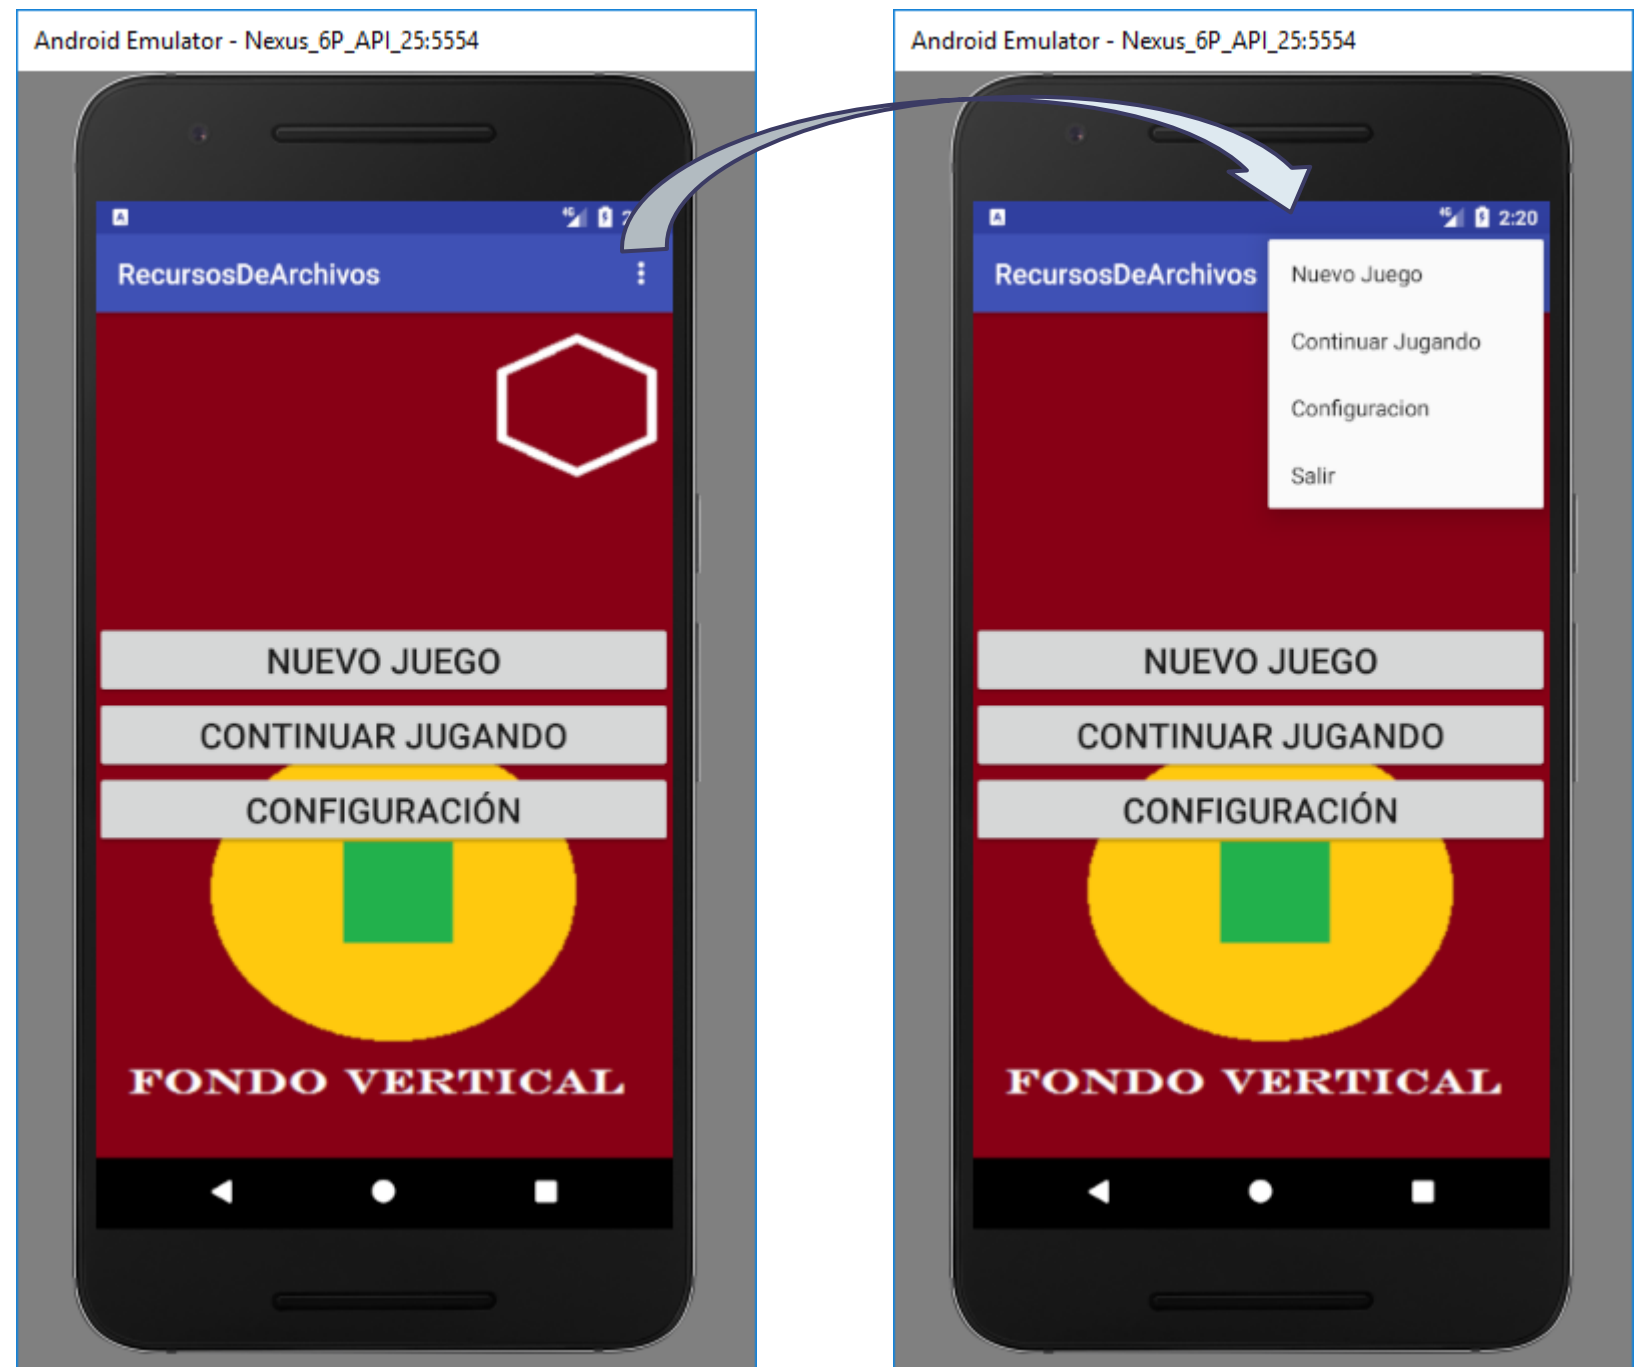 Android Emulator - Nexus_6P_API_25:5554
RecursosDeArchivos
NUEVO JUEGO
CONTINUAR JUGANDO
CONFIGURACIÓN
FONDO VERTICAL
Android Emulator - Nexus_6P_API_25:5554
4G 2:20
RecursosDeArchivos
Nuevo Juego
Continuar Jugando
Configuracion
Salir
NUEVO JUEGO
CONTINUAR JUGANDO
CONFIGURACIÓN
FONDO VERTICAL